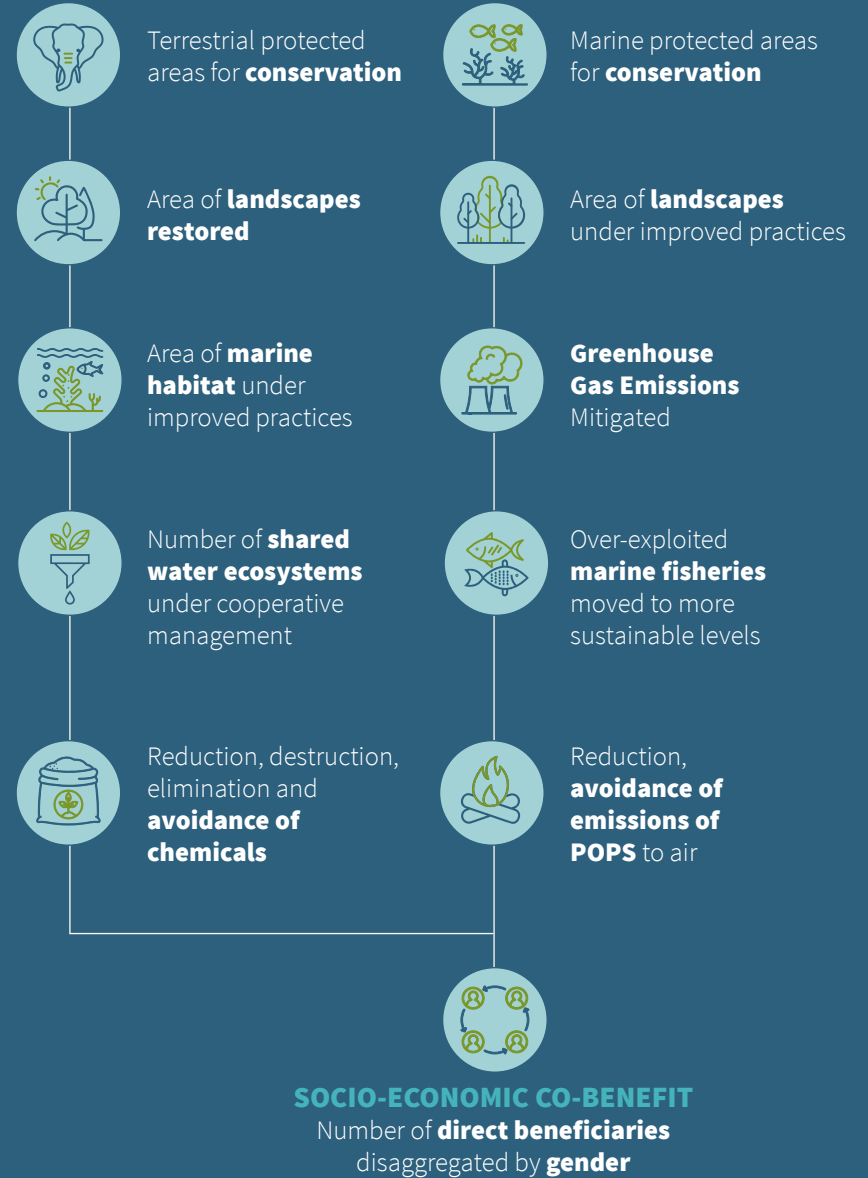 Terrestrial protected
areas for conservation
Marine protected areas
for conservation
Area of landscapes
restored
Area of landscapes
under improved practices
Area of marine
habitat under
improved practices
Greenhouse
Gas Emissions
Mitigated
Number of shared
water ecosystems
under cooperative
management
Over-exploited
marine fisheries
moved to more
sustainable levels
Reduction, destruction,
elimination and
avoidance of
chemicals
Reduction,
avoidance of
emissions of
POPS to air
SOCIO-ECONOMIC CO-BENEFIT
Number of direct beneficiaries
disaggregated by gender